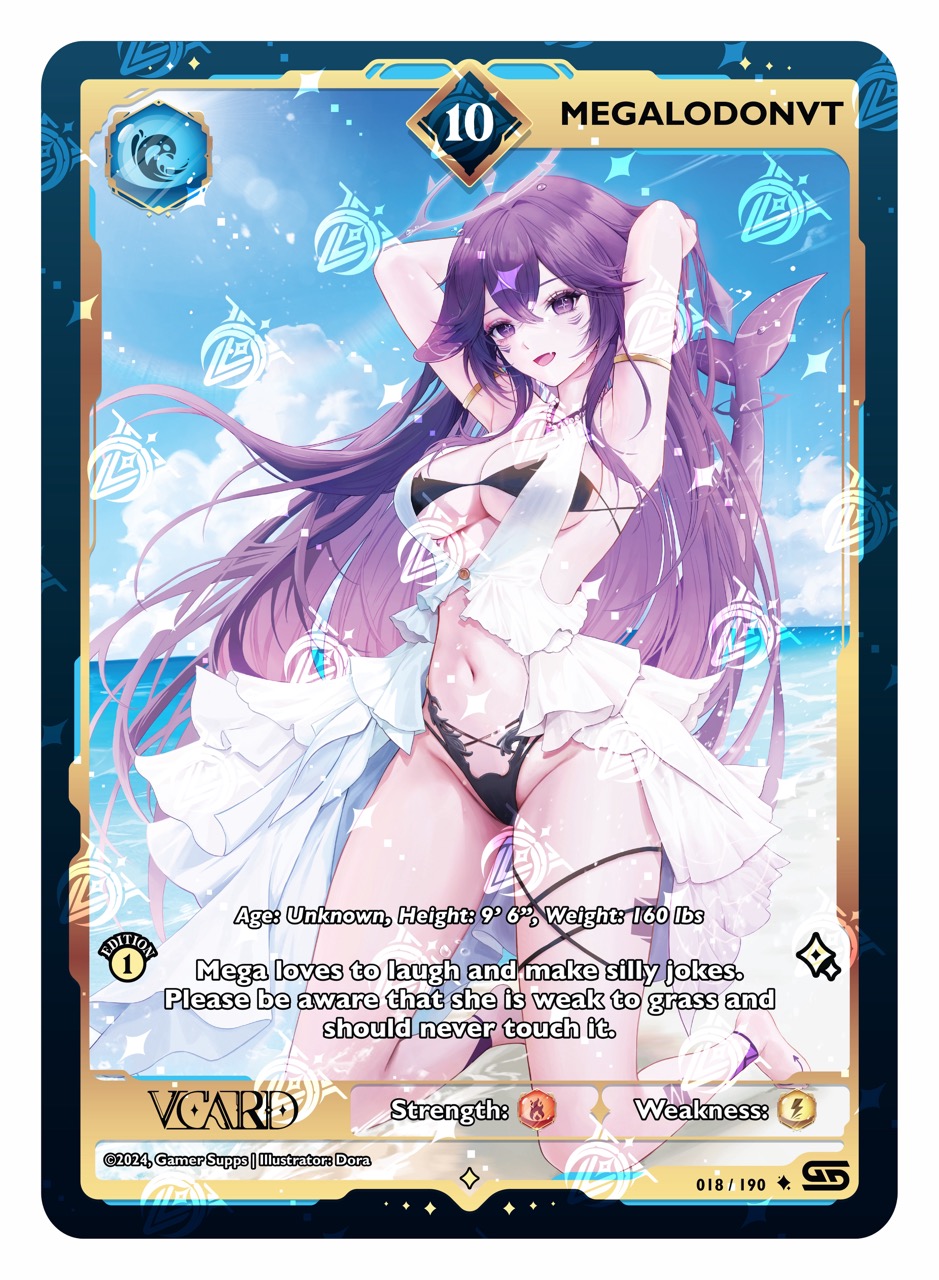 10
MEGALODONVT
Age: Unknown, Height: 9’ 6”, Weight: 160 lbs
EDITION
1
Mega loves to laugh and make silly jokes.
Please be aware that she is weak to grass and
should never touch it.
VCARD
Strength:
Weakness:
©2024, Gamer Supps | Illustrator: Dora
018 / 190
GG